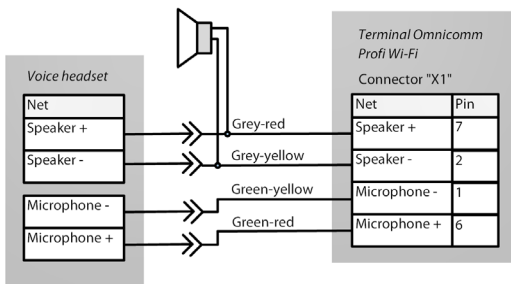 Terminal Omnicomm
Profi Wi-Fi
Connector "X1"
Voice headset
Net
Speaker +
Speaker -
Microphone -
Microphone +
Grey-red
Grey-yellow
Green-yellow
Green-red
Net Pin
Speaker + 7
Speaker - 2
Microphone - 1
Microphone + 6